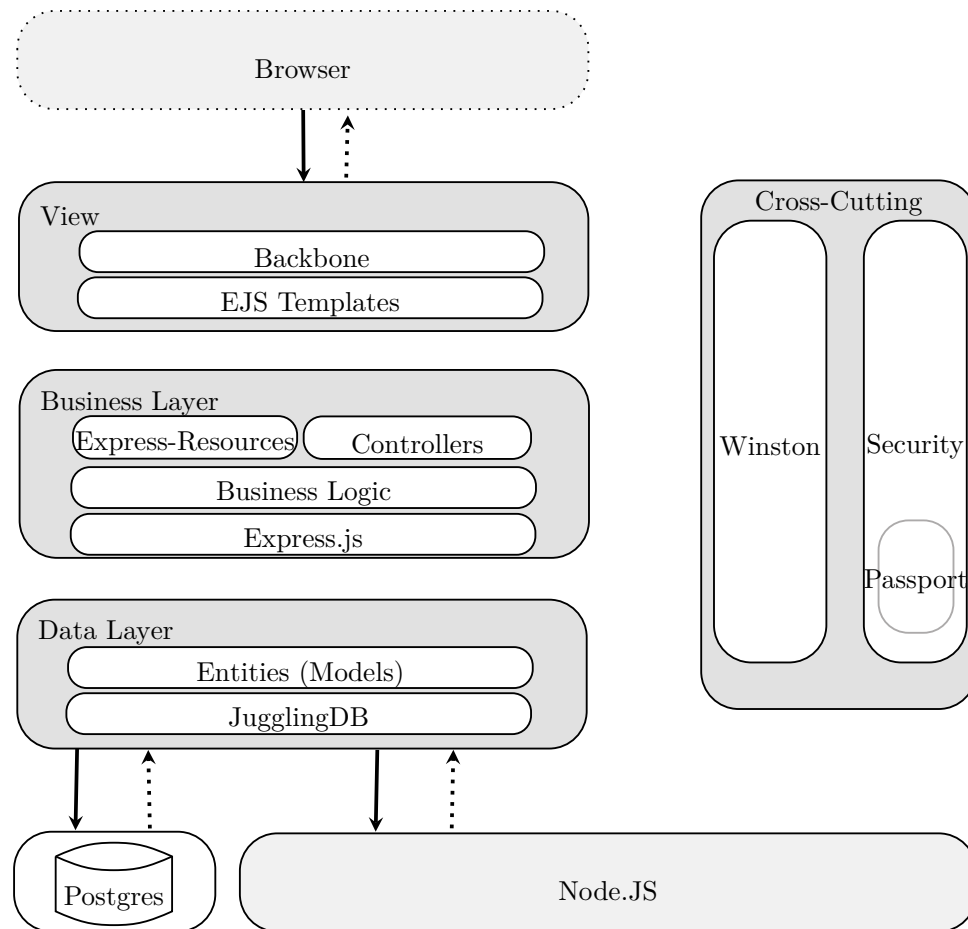 Browser
View
Backbone
EJS Templates
Business Layer
Express-Resources
Controllers
Business Logic
Express.js
Data Layer
Entities (Models)
JugglingDB
Postgres
Node.JS
Cross-Cutting
Winston
Security
Passport